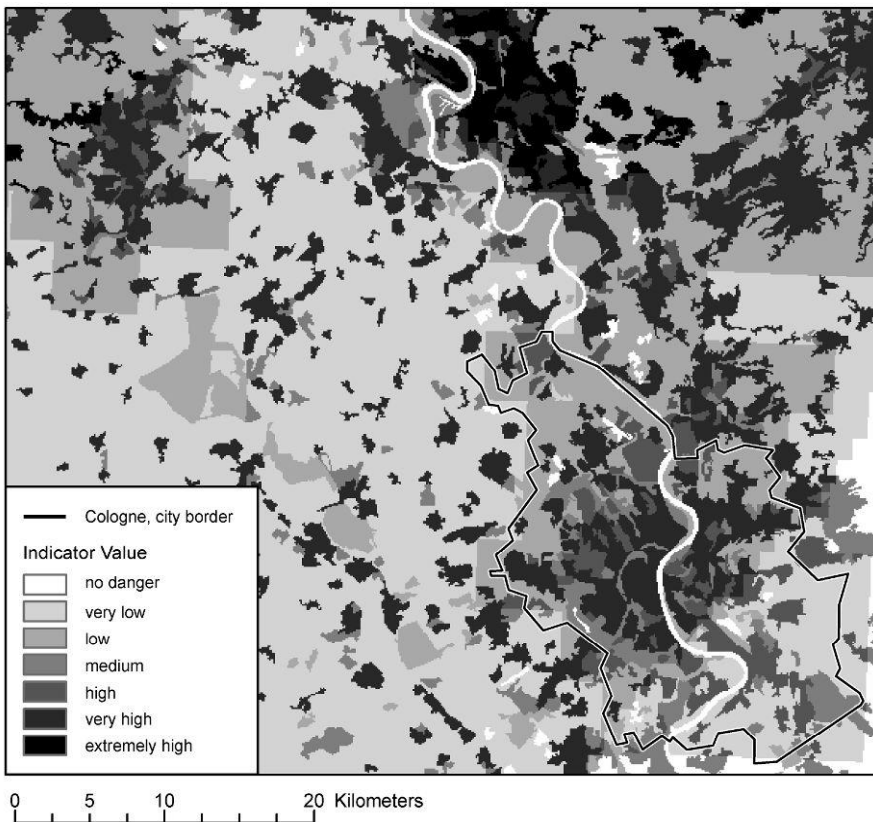 Cologne, city border
Indicator Value
no danger
very low
low
medium
high
very high
extremely high
0 5 10 20 Kilometers